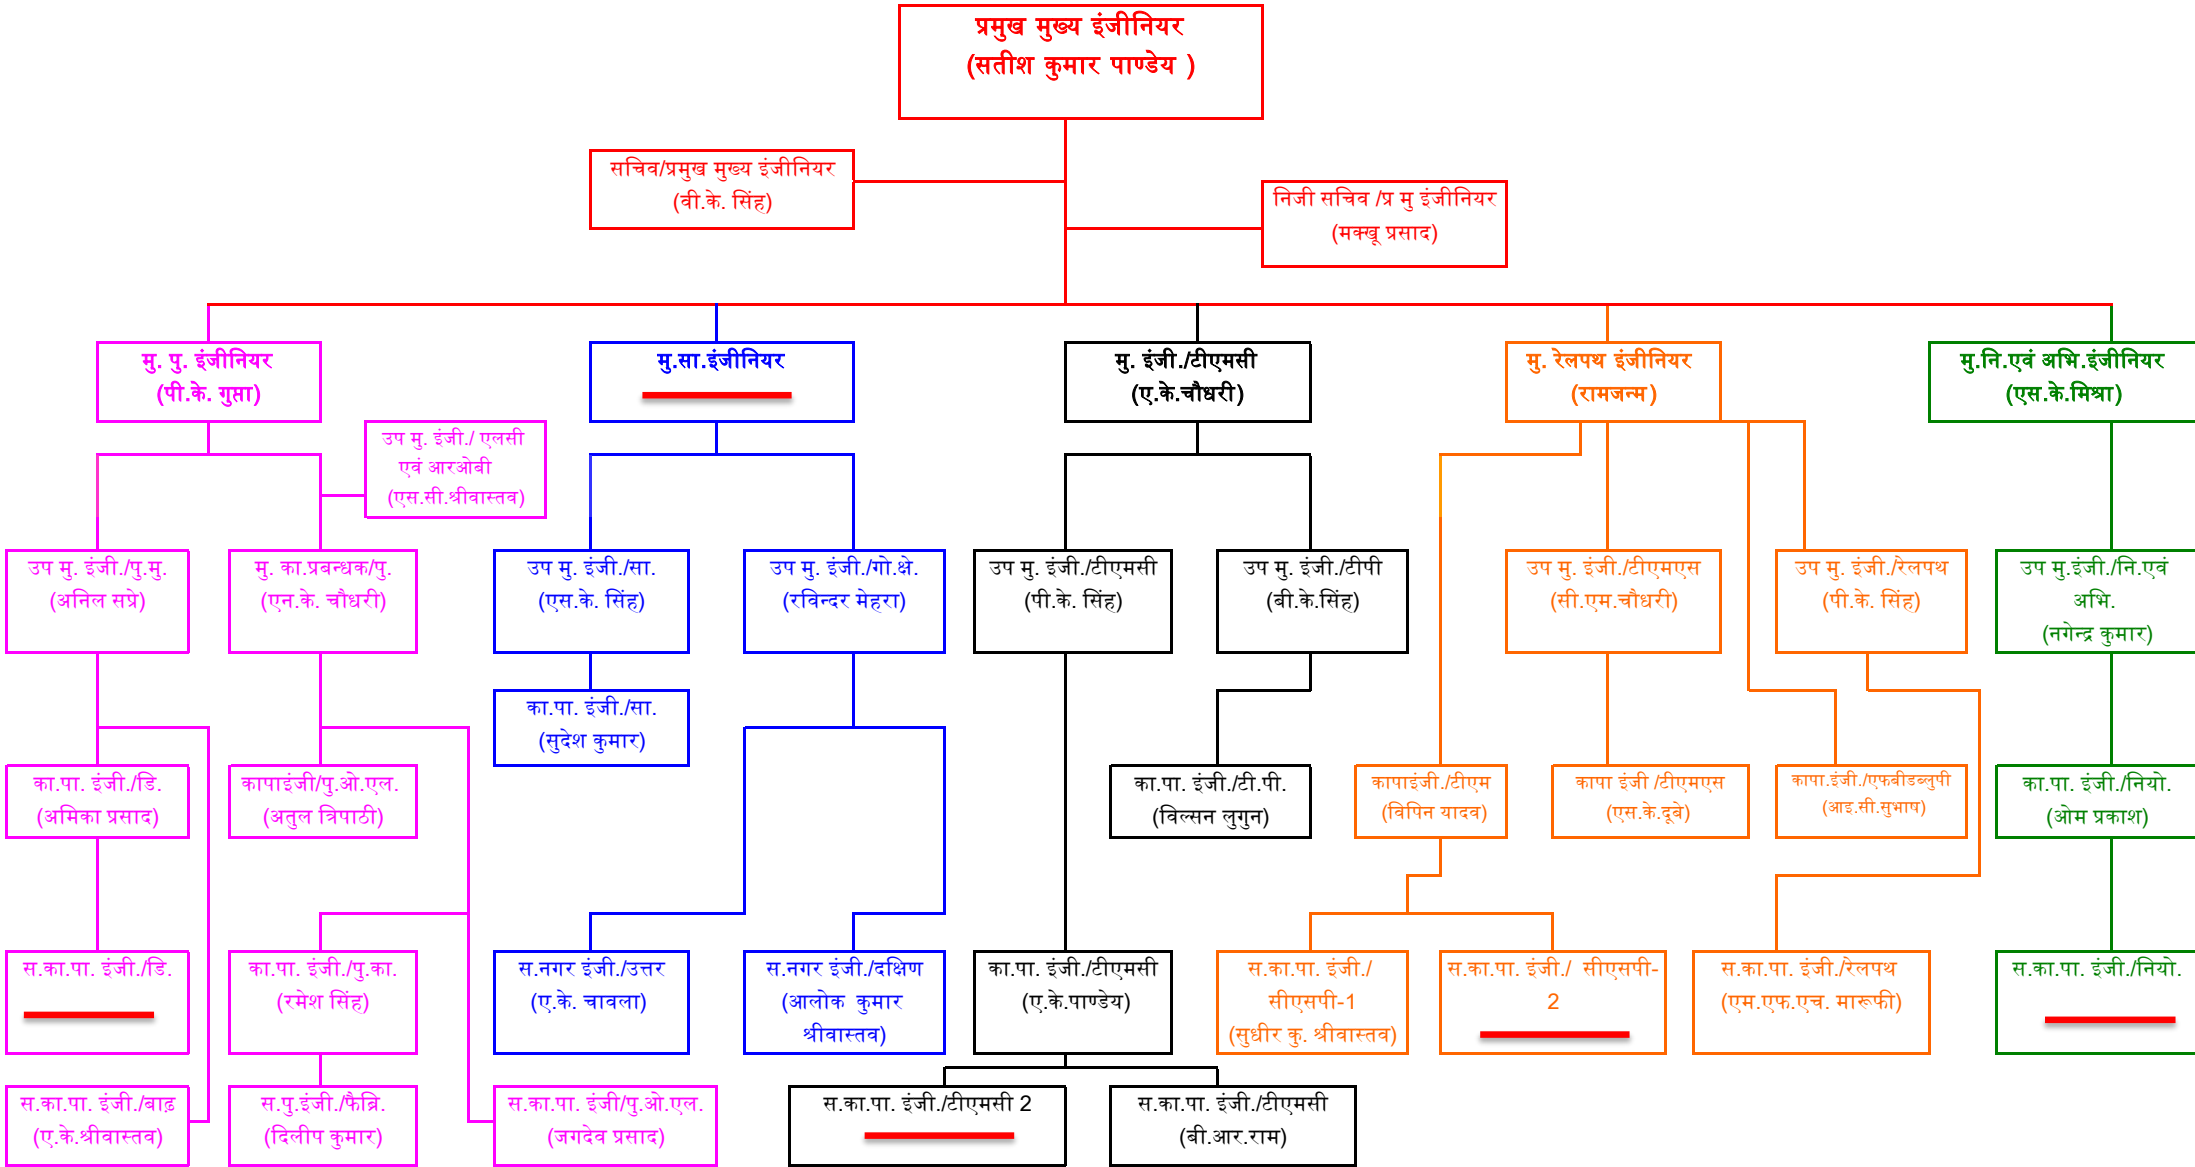 प्रमुख मुख्य इंजीनियर
(सतीश कुमार पाण्डेय )
सचिव/प्रमुख मुख्य इंजीनियर
(वी.के. सिंह)
निजी सचिव /प्र मु इंजीनियर
(मक्खू प्रसाद)
मु. पु. इंजीनियर
(पी.के. गुप्ता)
मु.सा.इंजीनियर
मु. इंजी./टीएमसी
(ए.के.चौधरी)
मु. रेलपथ इंजीनियर
(रामजन्म)
मु.नि.एवं अभि.इंजीनियर
(एस.के.मिश्रा)
उप मु. इंजी./ एलसी
एवं आरओबी
(एस.सी.श्रीवास्तव)
उप मु. इंजी./पु.मु.
(अनिल सप्रे)
मु. का.प्रबन्धक/पु.
(एन.के. चौधरी)
उप मु. इंजी./सा.
(एस.के. सिंह)
उप मु. इंजी./गो.क्षे.
(रविन्दर मेहरा)
उप मु. इंजी./टीएमसी
(पी.के. सिंह)
उप मु. इंजी./टीपी
(बी.के.सिंह)
उप मु. इंजी./टीएमएस
(सी.एम.चौधरी)
उप मु. इंजी./रेलपथ
(पी.के. सिंह)
उप मु.इंजी./नि.एवं
अभि.
(नगेन्द्र कुमार)
का.पा. इंजी./सा.
(सुदेश कुमार)
का.पा. इंजी./डि.
(अमिका प्रसाद)
कापाइंजी/पु.ओ.एल.
(अतुल त्रिपाठी)
का.पा. इंजी./टी.पी.
(विल्सन लुगुन)
कापाइंजी./टीएम
(विपिन यादव)
कापा इंजी /टीएमएस
(एस.के.दूबे)
कापा.इंजी./एफबीडब्लुपी
(आइ.सी.सुभाष)
का.पा. इंजी./नियो.
(ओम प्रकाश)
स.का.पा. इंजी./डि.
का.पा. इंजी./पु.का.
(रमेश सिंह)
स.नगर इंजी./उत्तर
(ए.के. चावला)
स.नगर इंजी./दक्षिण
(आलोक कुमार
श्रीवास्तव)
का.पा. इंजी./टीएमसी
(ए.के.पाण्डेय)
स.का.पा. इंजी./
सीएसपी-1
(सुधीर कु. श्रीवास्तव)
स.का.पा. इंजी./ सीएसपी-
2
स.का.पा. इंजी./रेलपथ
(एम.एफ.एच. मारूफी)
स.का.पा. इंजी./नियो.
स.का.पा. इंजी./बाढ़
(ए.के.श्रीवास्तव)
स.पु.इंजी./फैब्रि.
(दिलीप कुमार)
स.का.पा. इंजी/पु.ओ.एल.
(जगदेव प्रसाद)
स.का.पा. इंजी./टीएमसी 2
स.का.पा. इंजी./टीएमसी
(बी.आर.राम)